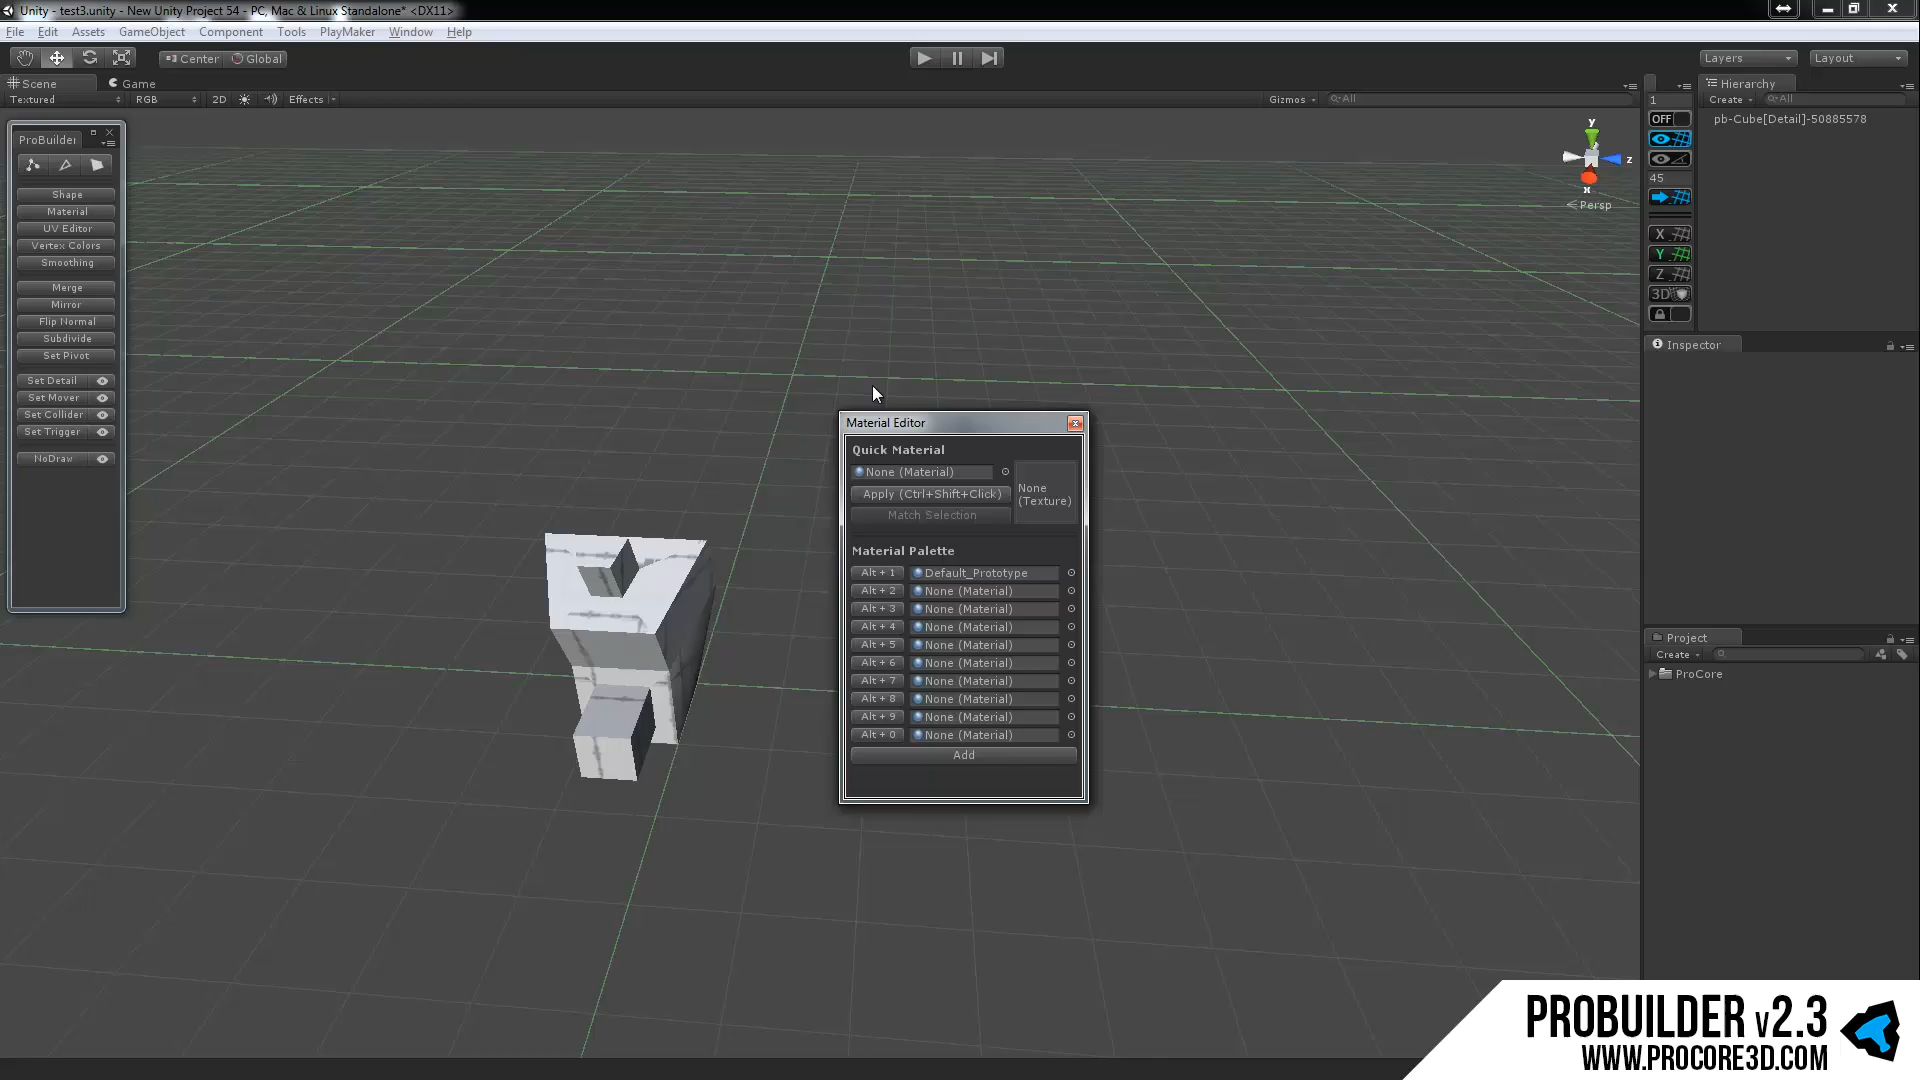 Unity - test3.unity - New Unity Project 54 - PC, Mac & Linux Standalone* <DX11>
File Edit Assets GameObject Component Tools PlayMaker Window Help
Center Global
Layers Layout
Scene Game
Textured RGB 2D Effects Gizmos All
Hierarchy
Create All
pb-Cube[Detail]-50885578
1
OFF
45
X
Y
Z
3D
y
z
x
Persp
ProBuilder
Shape
Material
UV Editor
Vertex Colors
Smoothing
Merge
Mirror
Flip Normal
Subdivide
Set Pivot
Set Detail
Set Mover
Set Collider
Set Trigger
NoDraw
Material Editor
Quick Material
None (Material)
Apply (Ctrl+Shift+Click)
Match Selection
None
(Texture)
Material Palette
Alt + 1 Default_Prototype
Alt + 2 None (Material)
Alt + 3 None (Material)
Alt + 4 None (Material)
Alt + 5 None (Material)
Alt + 6 None (Material)
Alt + 7 None (Material)
Alt + 8 None (Material)
Alt + 9 None (Material)
Alt + 0 None (Material)
Add
Inspector
Project
Create
ProCore
PROBUILDER v2.3
WWW.PROCORE3D.COM